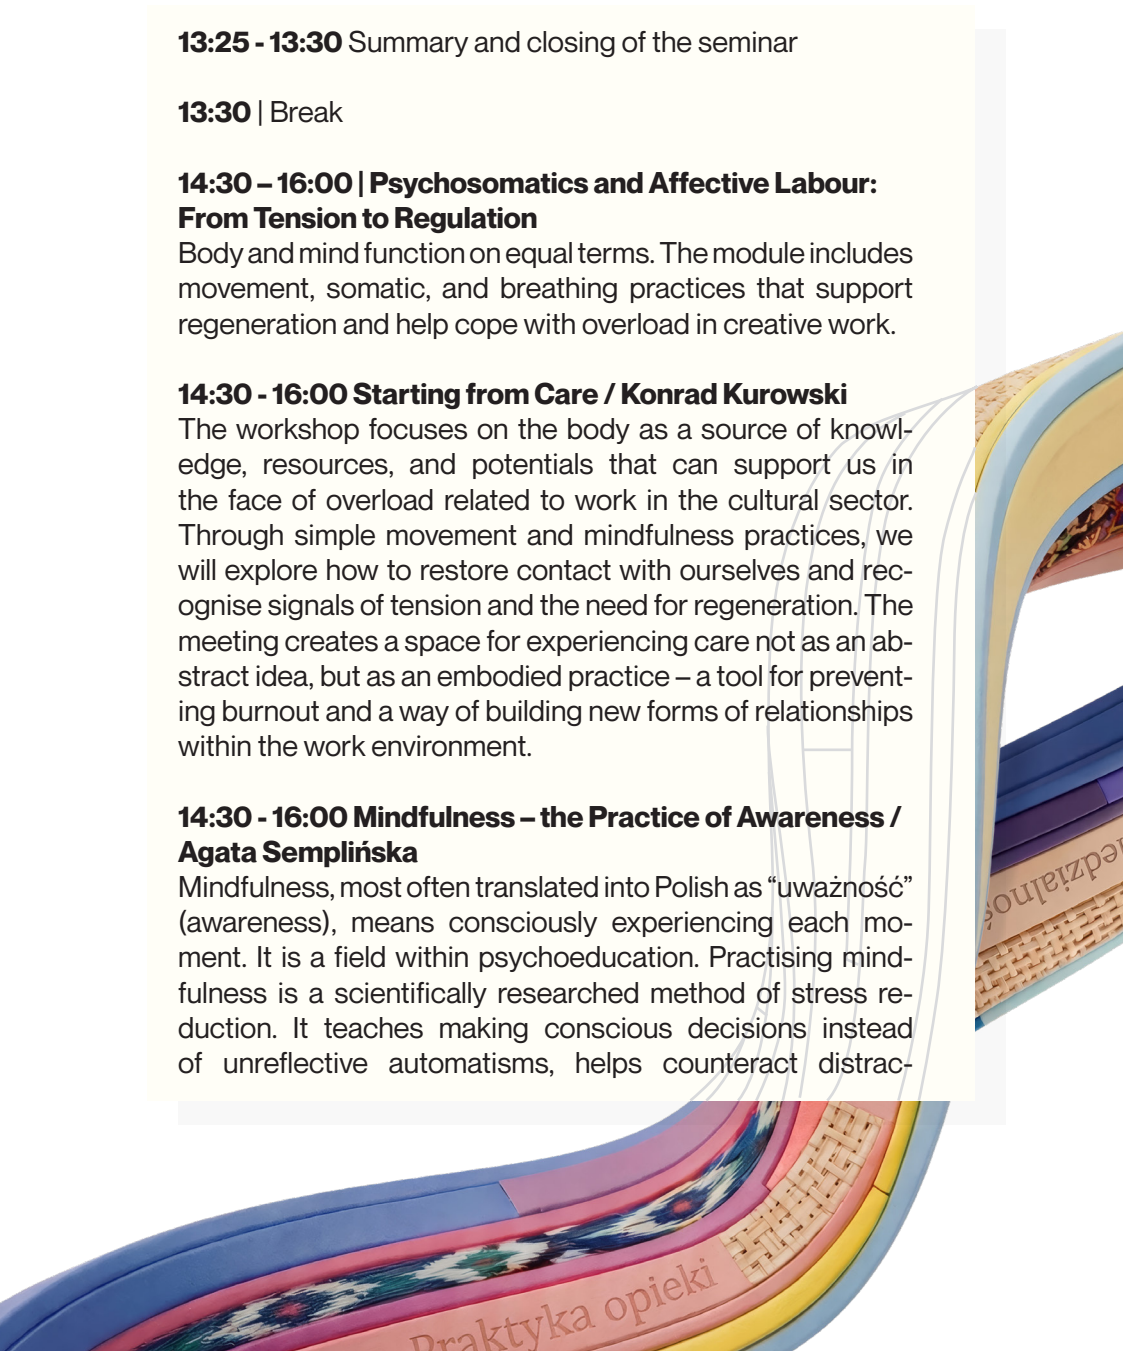 13:25 - 13:30 Summary and closing of the seminar
13:30 | Break
14:30 – 16:00 | Psychosomatics and Affective Labour:
From Tension to Regulation
Body and mind function on equal terms. The module includes
movement, somatic, and breathing practices that support
regeneration and help cope with overload in creative work.
14:30 - 16:00 Starting from Care / Konrad Kurowski
The workshop focuses on the body as a source of knowl-
edge, resources, and potentials that can support us in
the face of overload related to work in the cultural sector.
Through simple movement and mindfulness practices, we
will explore how to restore contact with ourselves and rec-
ognise signals of tension and the need for regeneration. The
meeting creates a space for experiencing care not as an ab-
stract idea, but as an embodied practice – a tool for prevent-
ing burnout and a way of building new forms of relationships
within the work environment.
14:30 - 16:00 Mindfulness – the Practice of Awareness /
Agata Semplińska
Mindfulness, most often translated into Polish as “uważność”
(awareness), means consciously experiencing each mo-
ment. It is a field within psychoeducation. Practising mind-
fulness is a scientifically researched method of stress re-
duction. It teaches making conscious decisions instead
of unreflective automatisms, helps counteract distrac-
Praktyka opieki